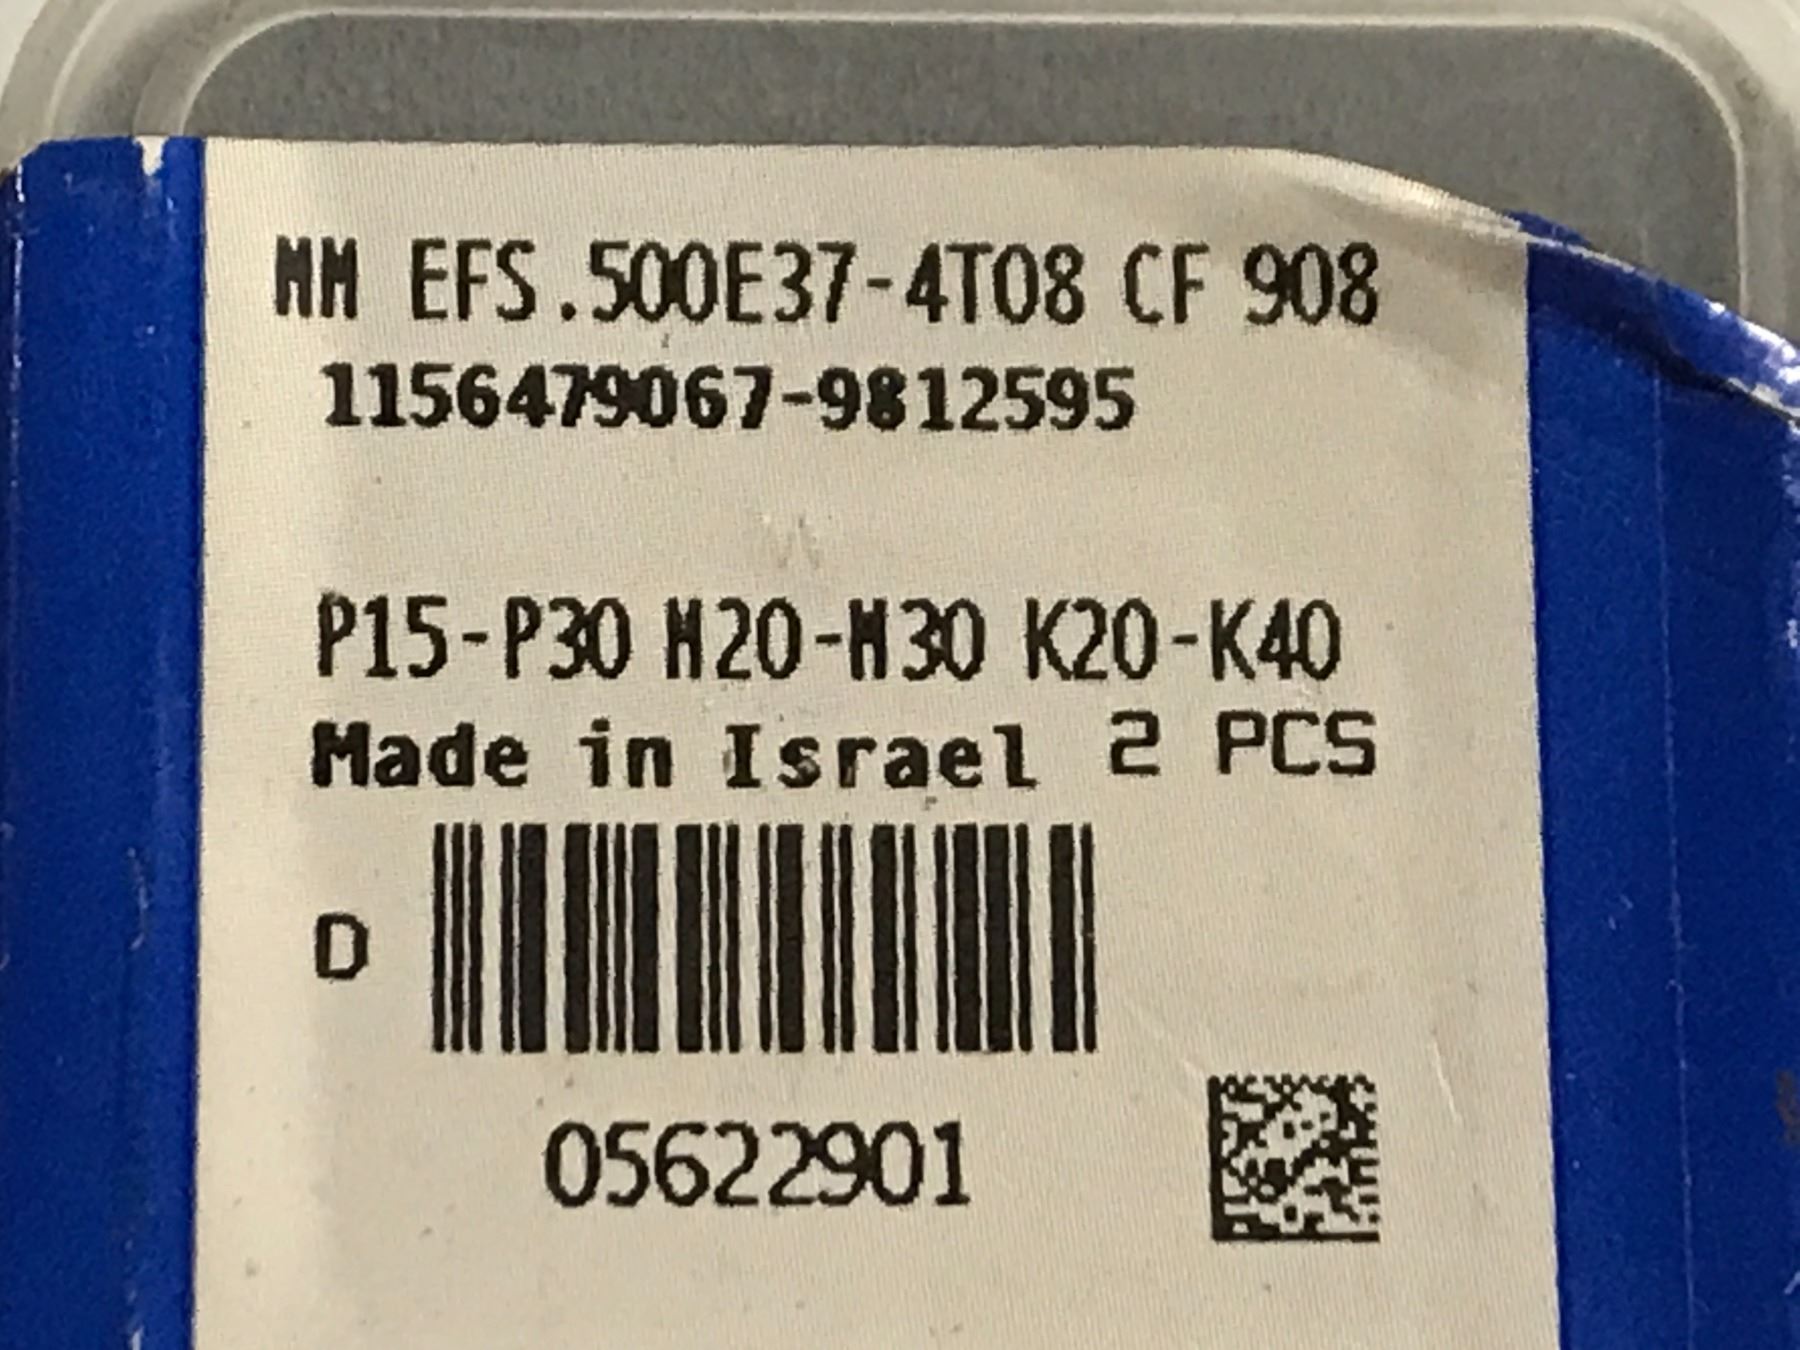 MM EFS.500E37-4T08 CF 908
1156479067-9812595
P15-P30 M20-M30 K20-K40
Made in Israel 2 PCS
D
05622901